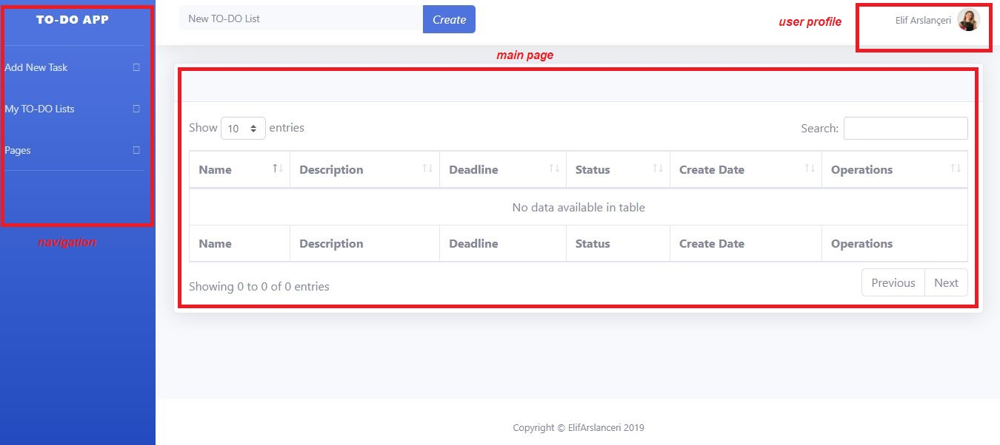 TO-DO APP
New TO-DO List
Create
user profile
Elif Arslançeri
main page
Add New Task
My TO-DO Lists
Pages
navigation
Show 10 entries
Search:
Name Description Deadline Status Create Date Operations
No data available in table
Name Description Deadline Status Create Date Operations
Showing 0 to 0 of 0 entries
Previous Next
Copyright © ElifArslanceri 2019